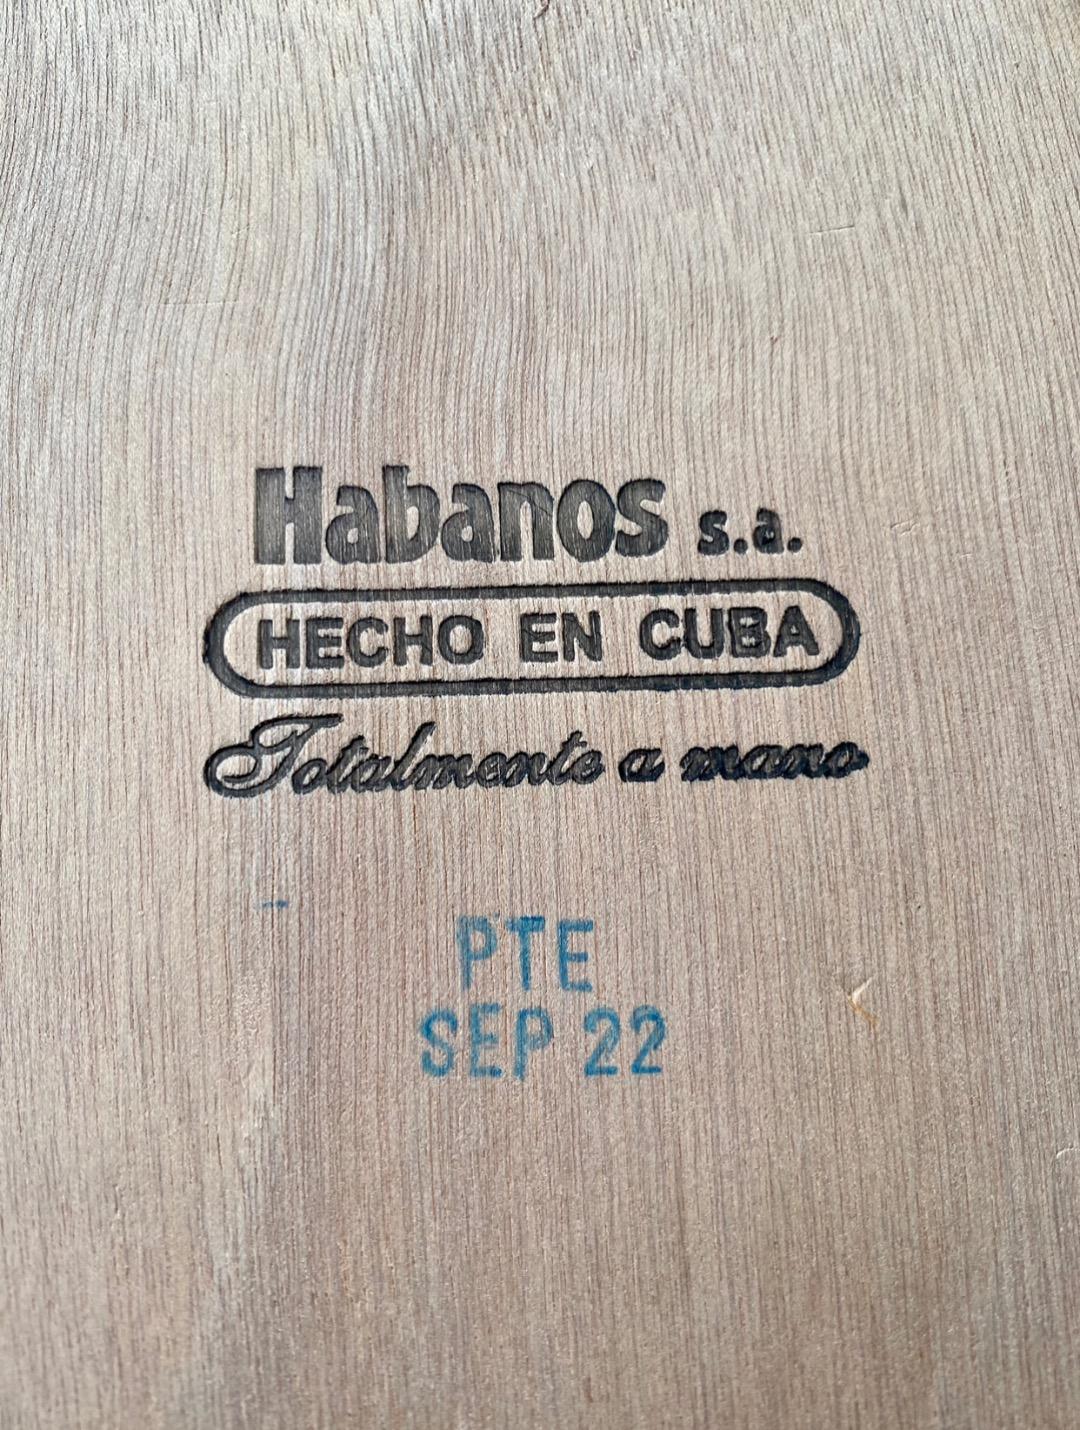 Habanos s.a.
HECHO EN CUBA
Totalmente a mano
PTE
SEP 22